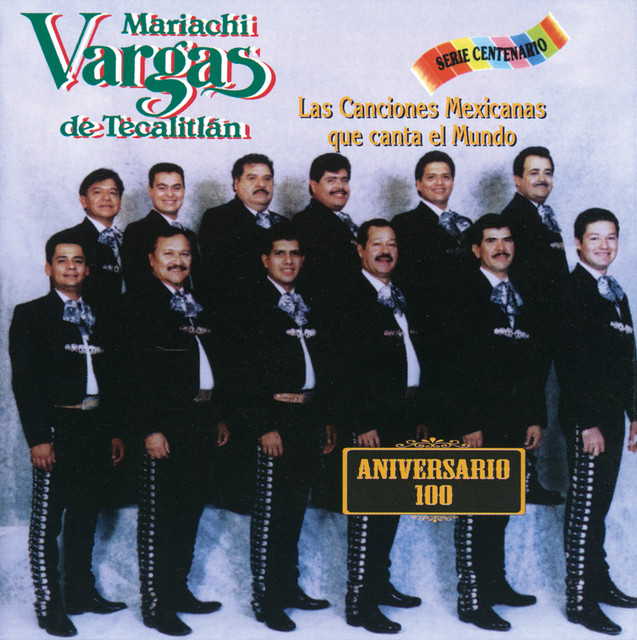 Mariachi
Vargas
de Tecalitlán
SERIE CENTENARIO
Las Canciones Mexicanas
que canta el Mundo
ANIVERSARIO
100